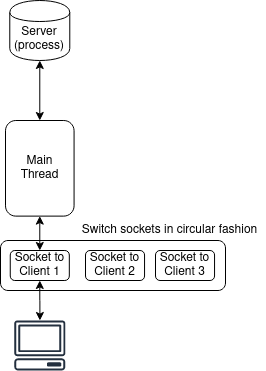 Server
(process)
Main
Thread
Switch sockets in circular fashion
Socket to
Client 1
Socket to
Client 2
Socket to
Client 3